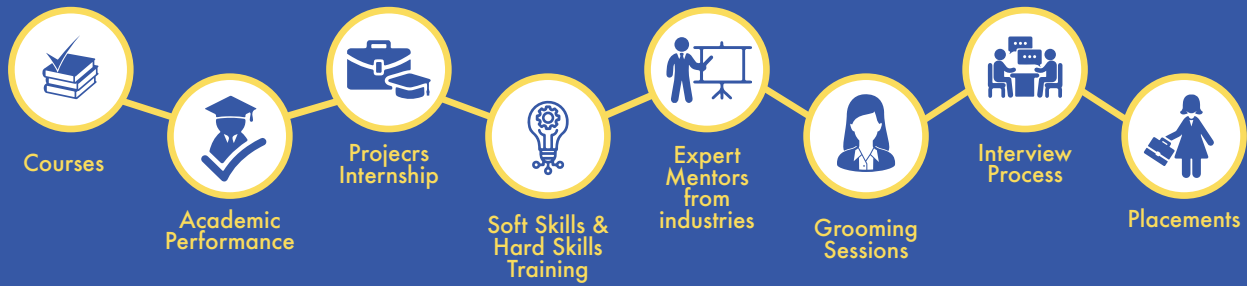 Courses
Academic
Performance
Projecrs
Internship
Soft Skills &
Hard Skills
Training
Expert
Mentors
from
industries
Grooming
Sessions
Interview
Process
Placements